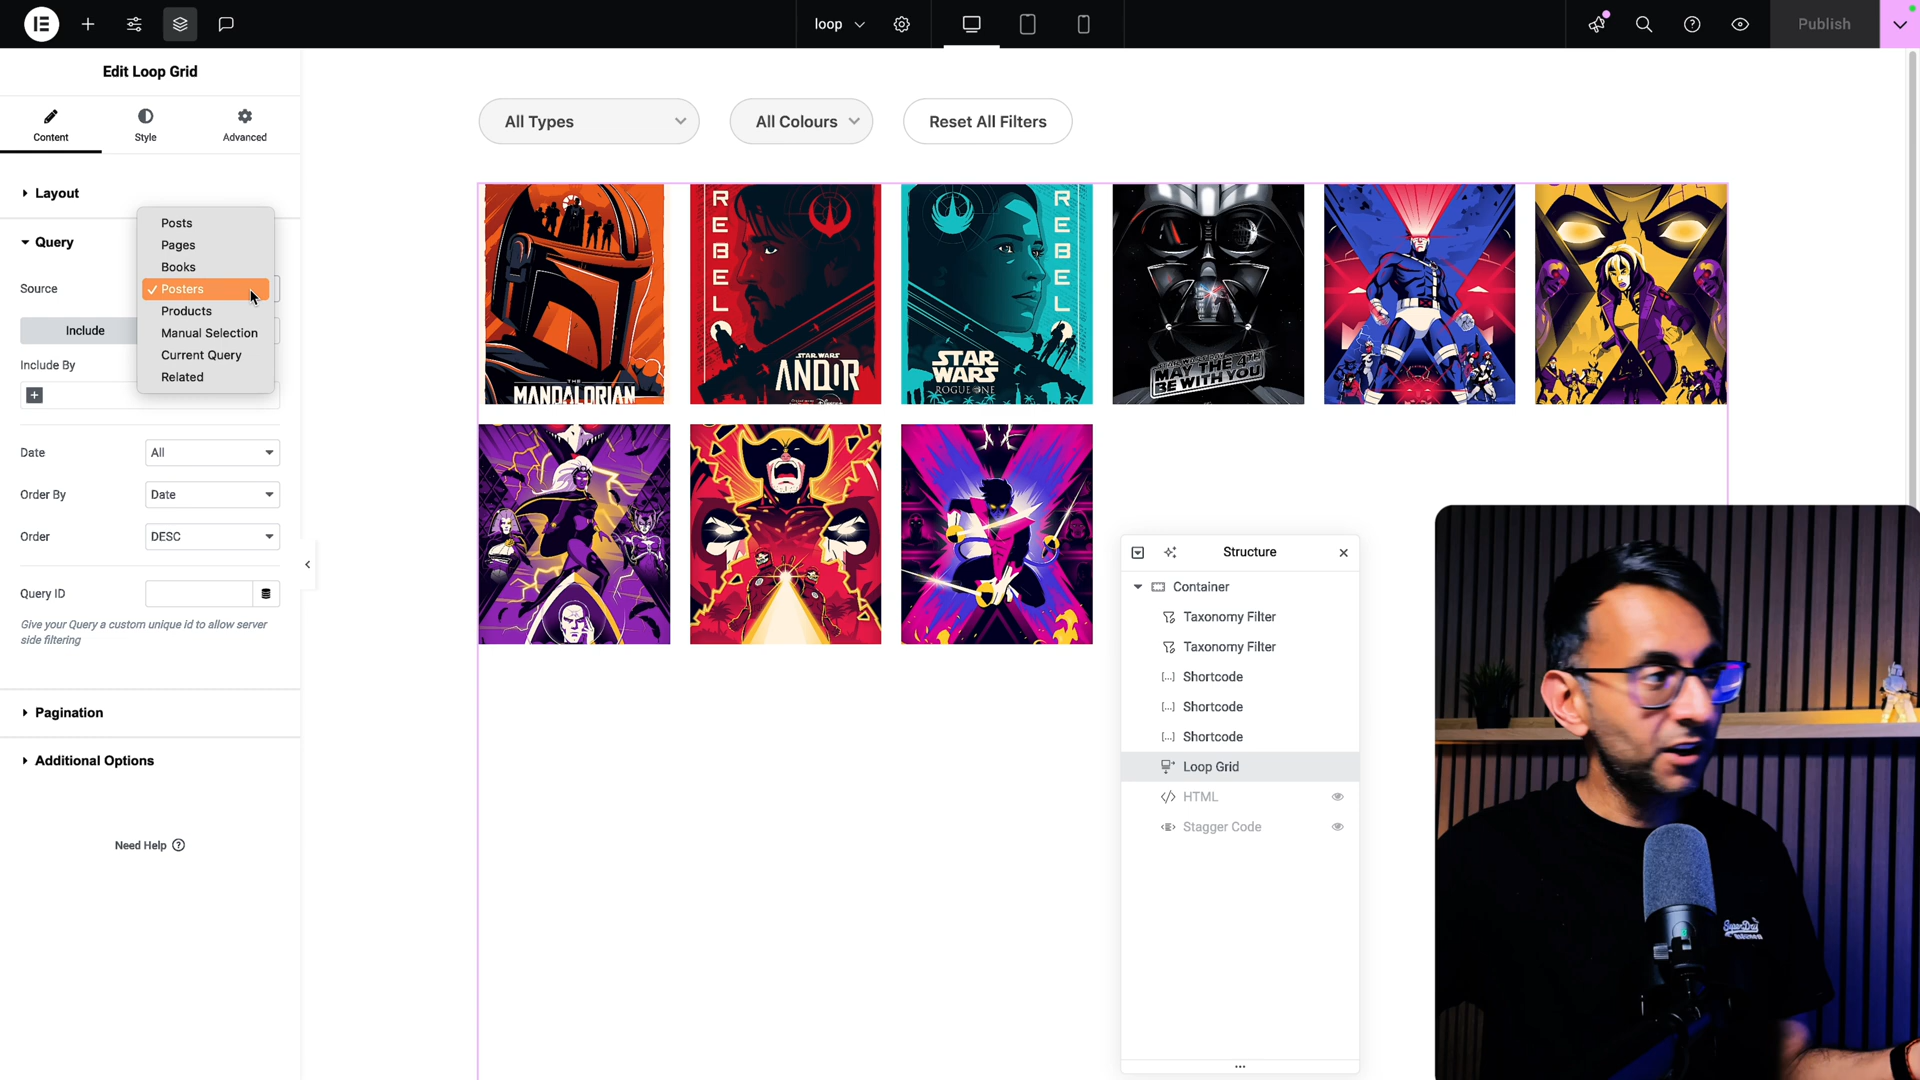 loop
Publish
Edit Loop Grid
Content
Style
Advanced
Layout
Query
Source
Posts
Pages
Books
Posters
Products
Manual Selection
Current Query
Related
Include
Include By
Date
All
Order By
Date
Order
DESC
Query ID
Give your Query a custom unique id to allow server
side filtering
Pagination
Additional Options
Need Help
All Types
All Colours
Reset All Filters
THE
MANDALORIAN
REBEL
STAR WARS
ANDOR
REBEL
STAR
WARS
ROGUE ONE
MAY THE 4TH
BE WITH YOU
Structure
Container
Taxonomy Filter
Taxonomy Filter
[...] Shortcode
[...] Shortcode
[...] Shortcode
Loop Grid
</> HTML
Stagger Code
SuperDry